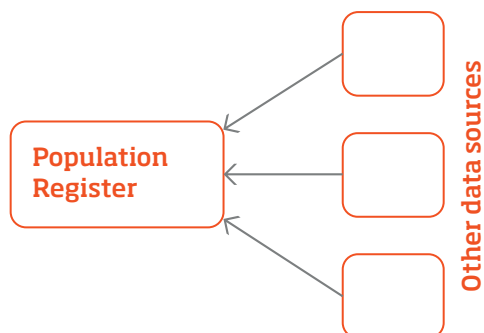 Population
Register
Other data sources